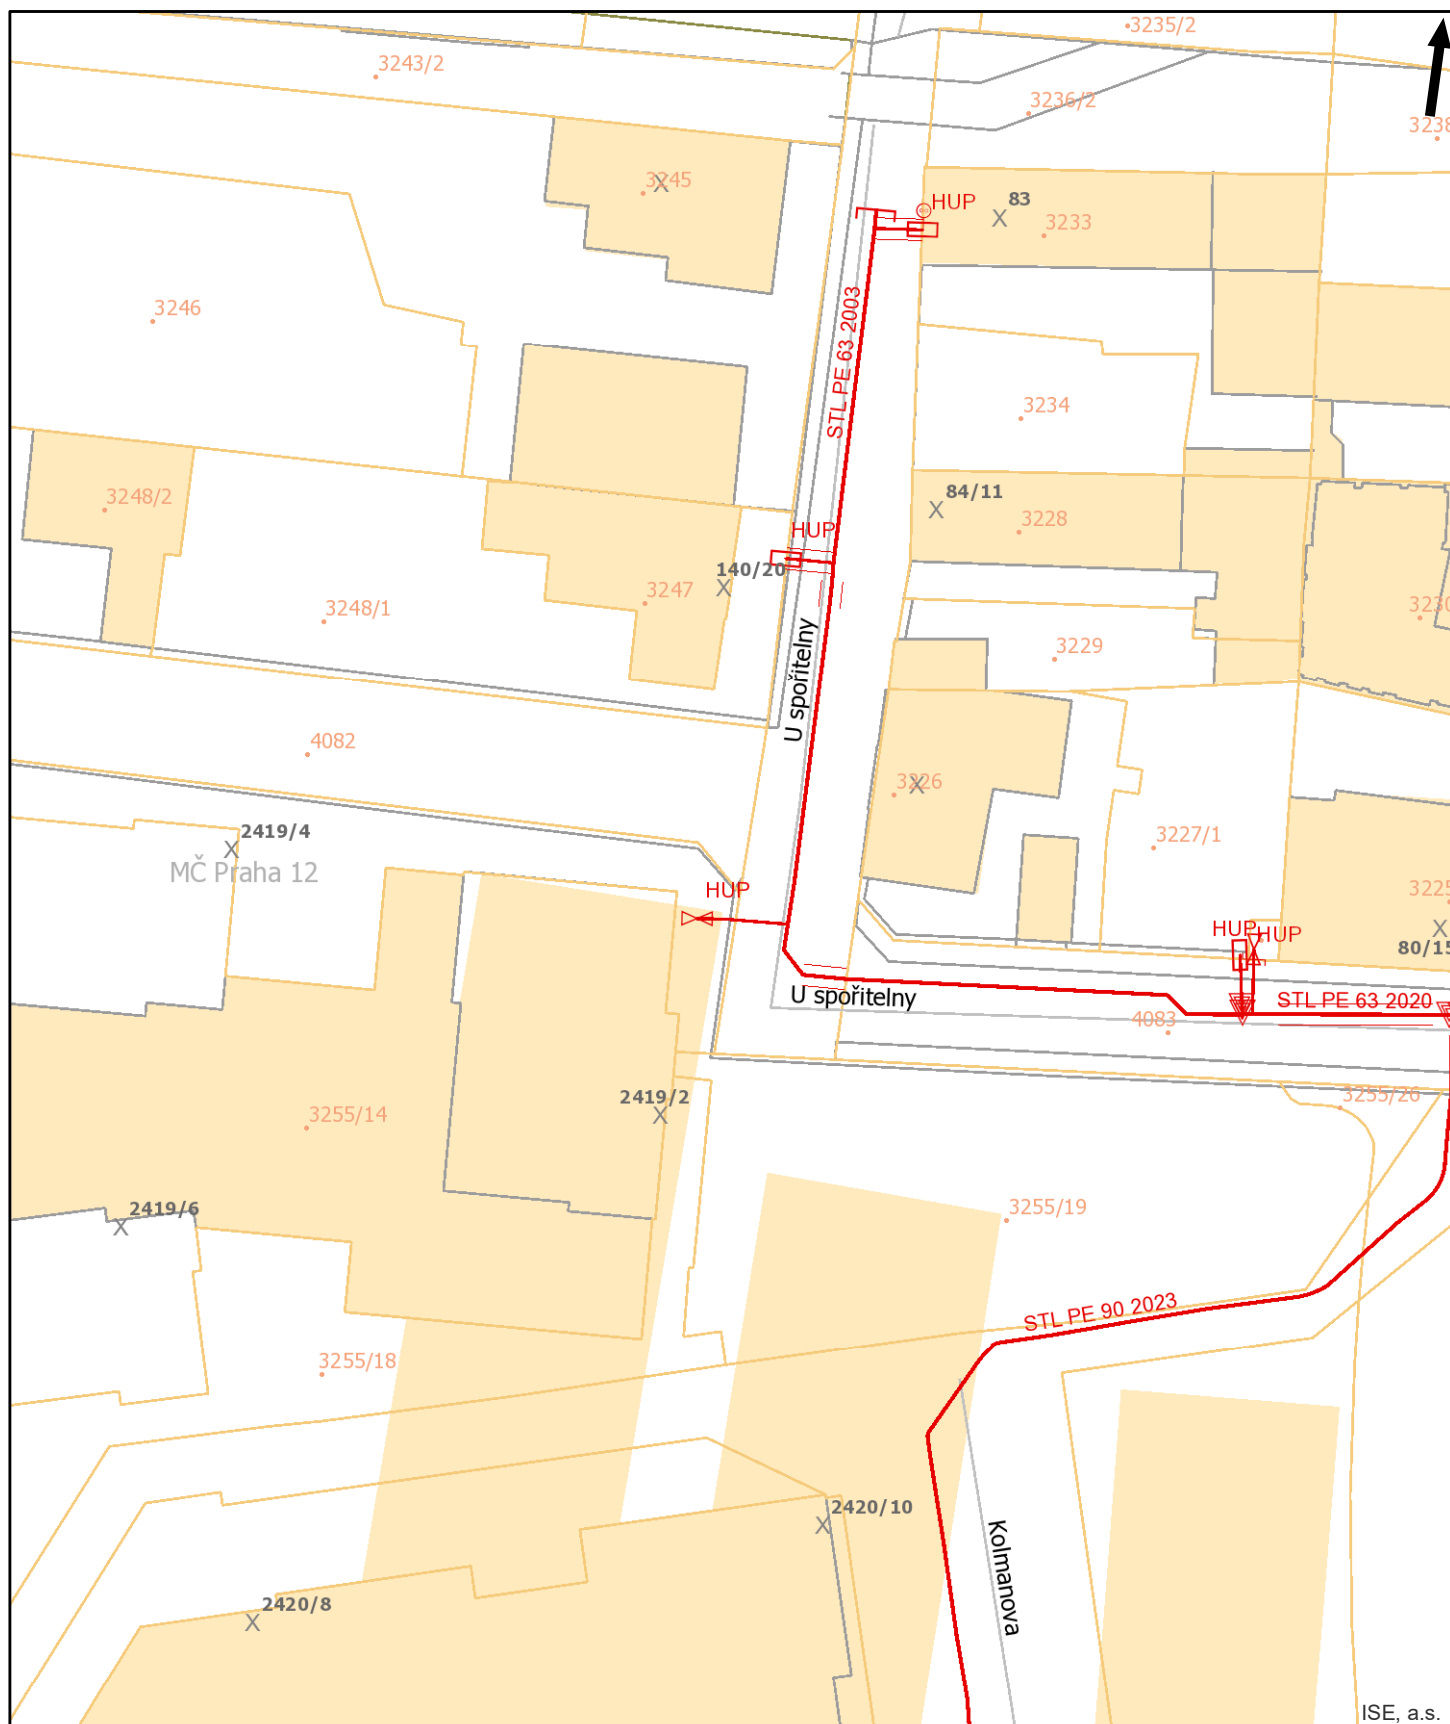 3235/2
3243/2
3236/2
3238
3245
HUP
83
3233
3246
STL PE 63 2003
3234
3248/2
84/11
3228
HUP
140/20
3247
3248/1
3230
U spořitelny
3229
4082
3226
2419/4
3227/1
MČ Praha 12
HUP
3225
HUP
HUP
80/15
U spořitelny
STL PE 63 2020
4083
2419/2
3255/26
3255/14
2419/6
3255/19
STL PE 90 2023
3255/18
2420/10
Kolmanova
2420/8
ISE, a.s.